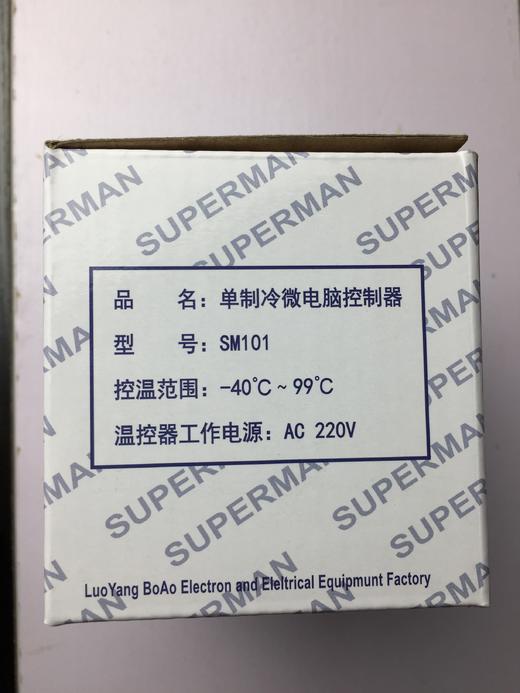 SUPERMAN
SUPERMAN
SUPERMAN
品 名：单制冷微电脑控制器
型 号：SM101
控温范围：-40℃～99℃
温控器工作电源：AC 220V
SUPERMAN
SUPERMAN
SUPERMAN
SUPERMAN
LuoYang BoAo Electron and Eleltrical Equipmunt Factory